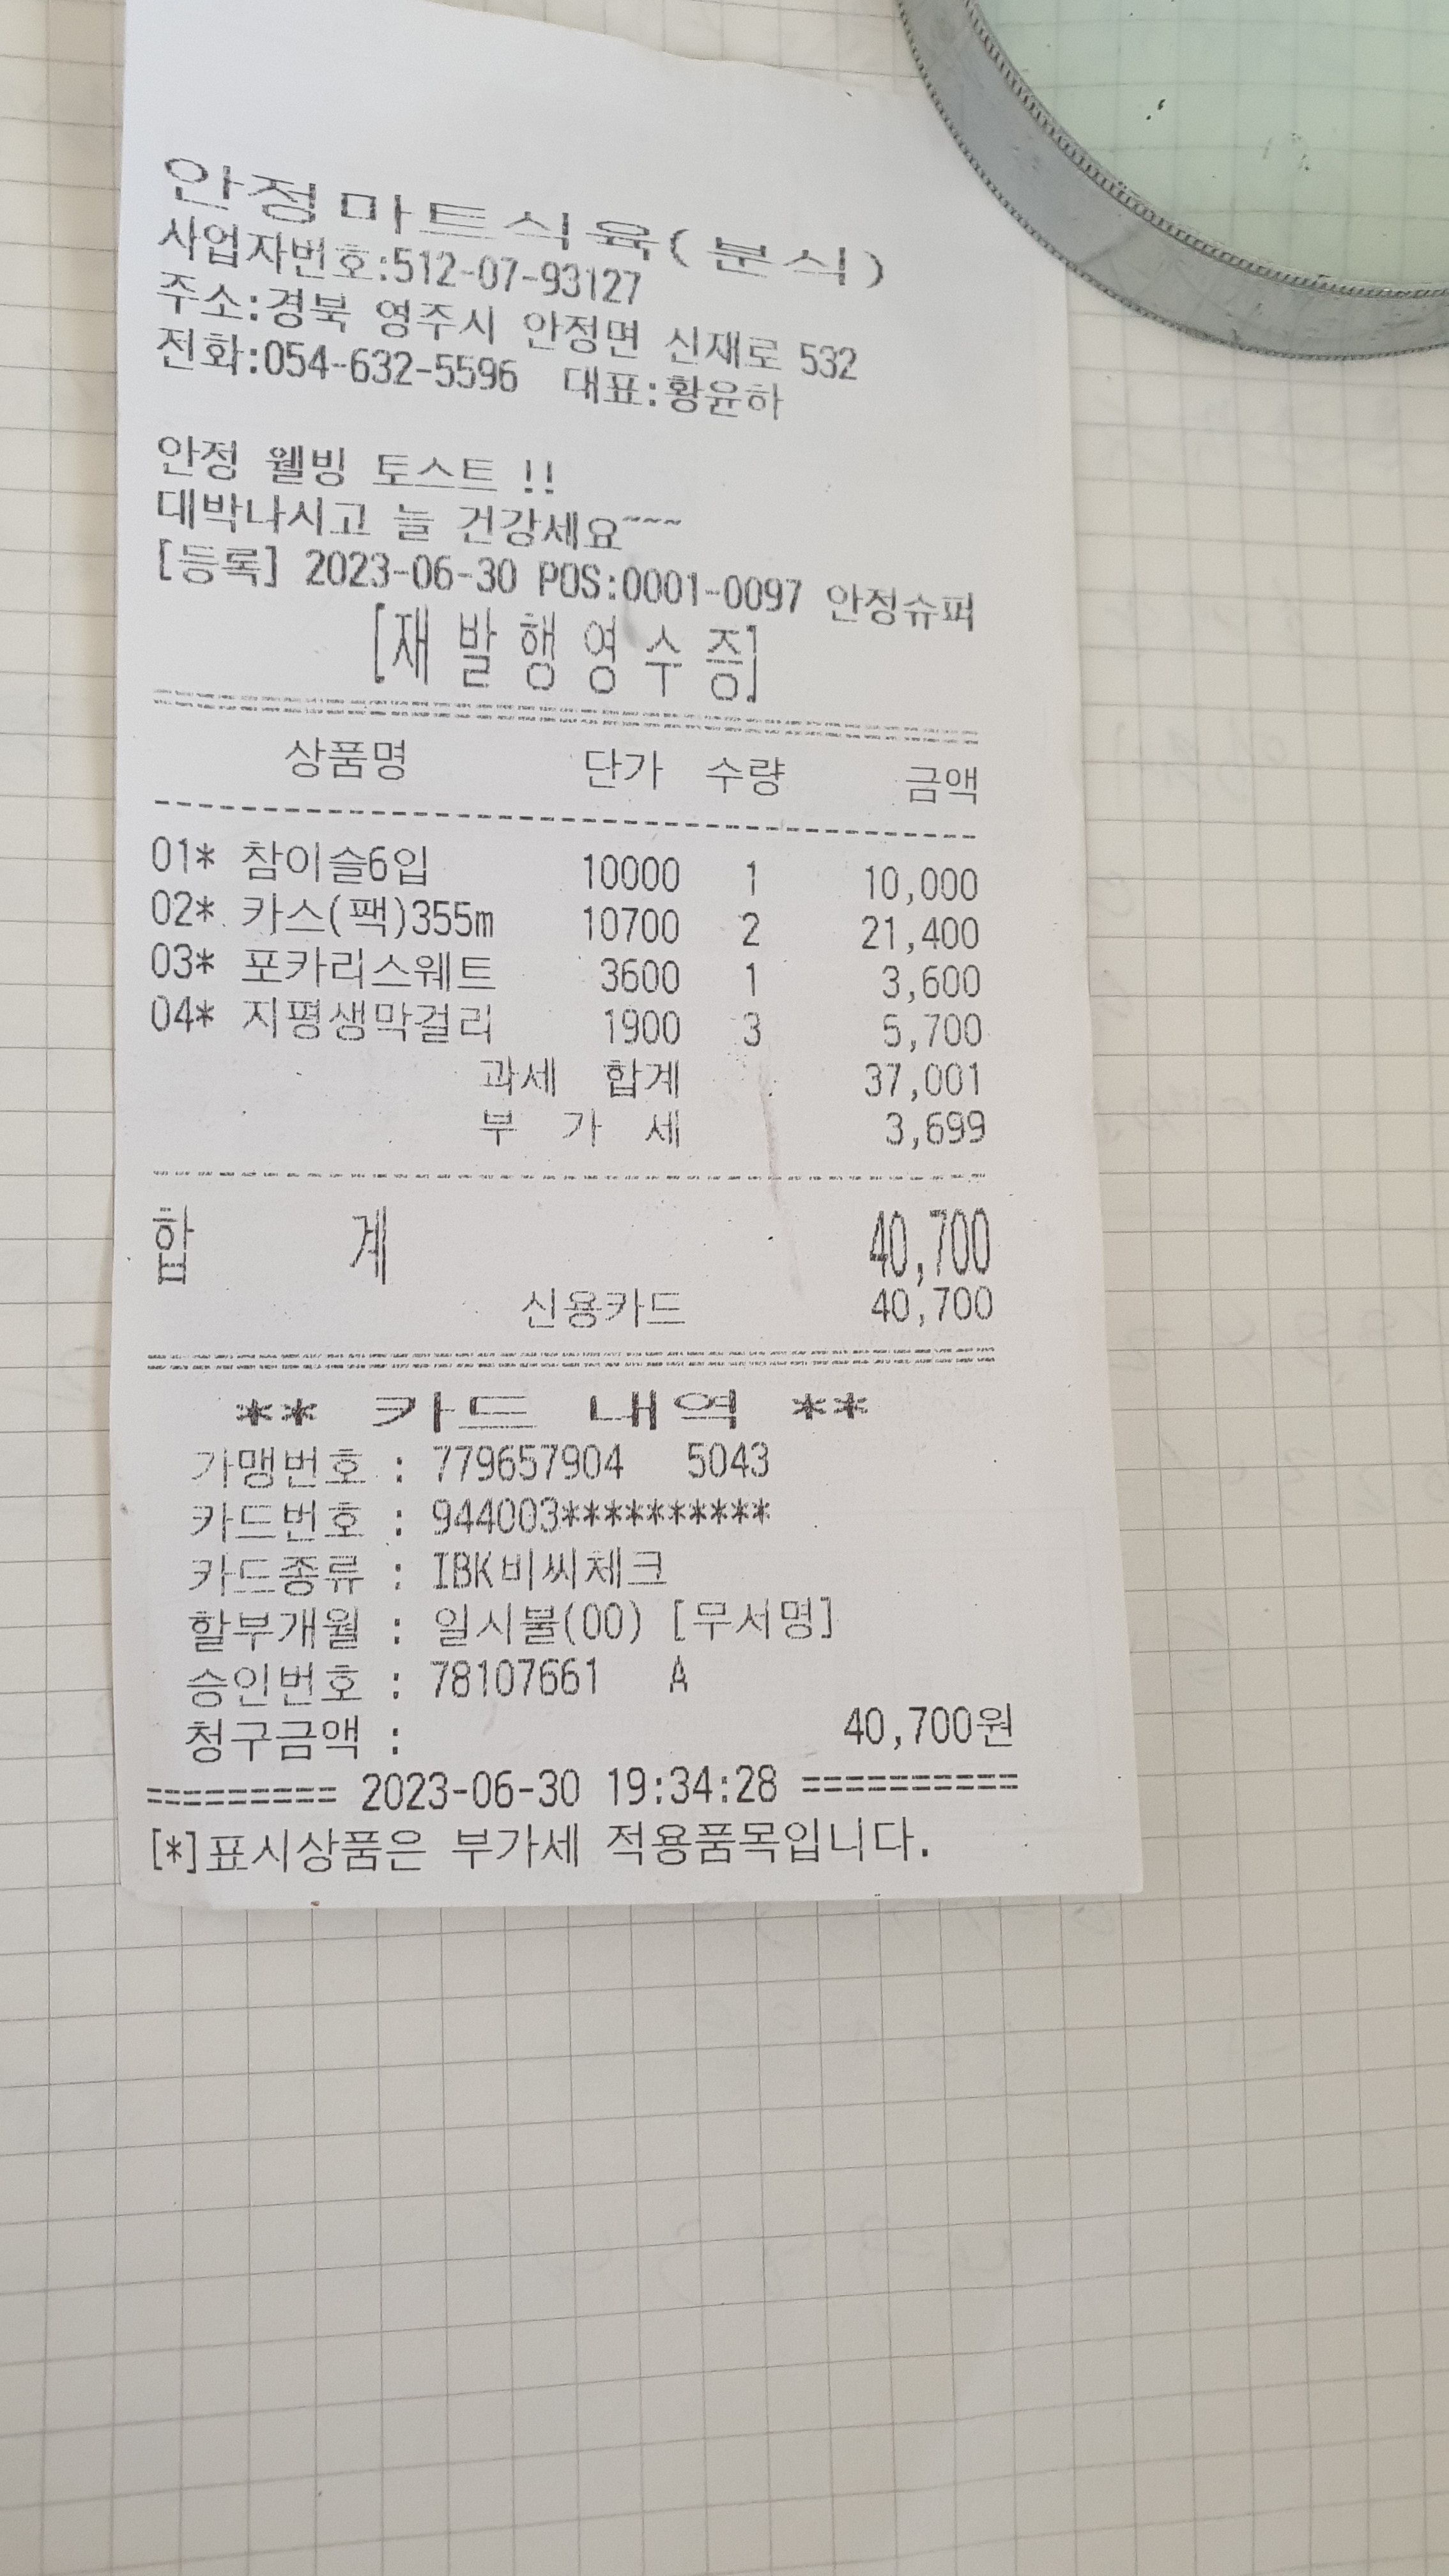 안정마트식육(분식)
사업자번호:512-07-93127
주소:경북 영주시 안정면 신재로 532
전화:054-632-5596 대표:황윤하
안정 웰빙 토스트 !!
대박나시고 늘 건강세요~~~
[등록] 2023-06-30 POS:0001-0097 안정슈퍼
[재발행영수증]
상품명 단가 수량 금액
01* 참이슬6입 10000 1 10,000
02* 카스(팩)355m 10700 2 21,400
03* 포카리스웨트 3600 1 3,600
04* 지평생막걸리 1900 3 5,700
과세 합계 37,001
부 가 세 3,699
합 계 40,700
신용카드 40,700
** 카드 내역 **
가맹번호 : 779657904 5043
카드번호 : 944003**********
카드종류 : IBK비씨체크
할부개월 : 일시불(00) [무서명]
승인번호 : 78107661 A
청구금액 : 40,700원
========= 2023-06-30 19:34:28 ==========
[*]표시상품은 부가세 적용품목입니다.